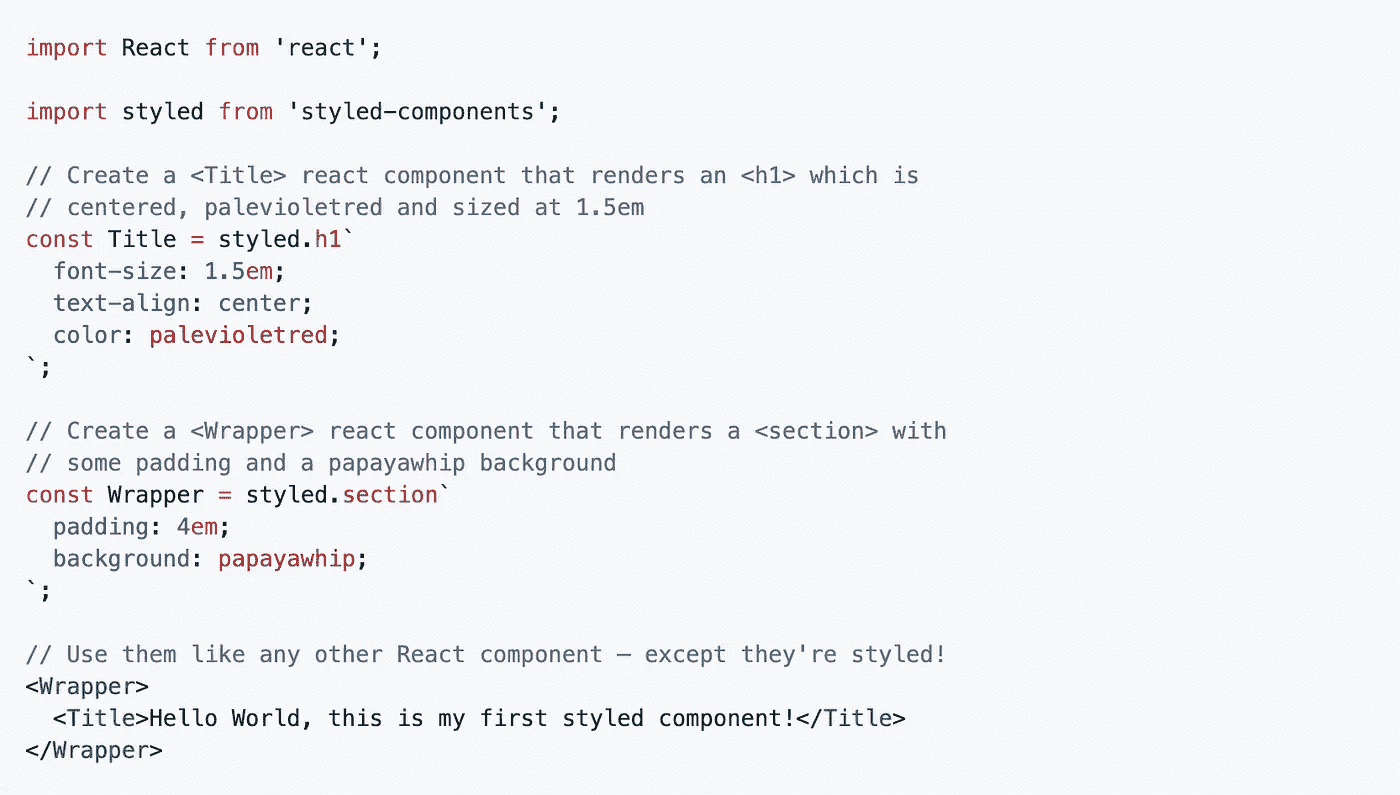 import React from 'react';
import styled from 'styled-components';
// Create a <Title> react component that renders an <h1> which is
// centered, palevioletred and sized at 1.5em
const Title = styled.h1`
  font-size: 1.5em;
  text-align: center;
  color: palevioletred;
`;
// Create a <Wrapper> react component that renders a <section> with
// some padding and a papayawhip background
const Wrapper = styled.section`
  padding: 4em;
  background: papayawhip;
`;
// Use them like any other React component – except they're styled!
<Wrapper>
  <Title>Hello World, this is my first styled component!</Title>
</Wrapper>